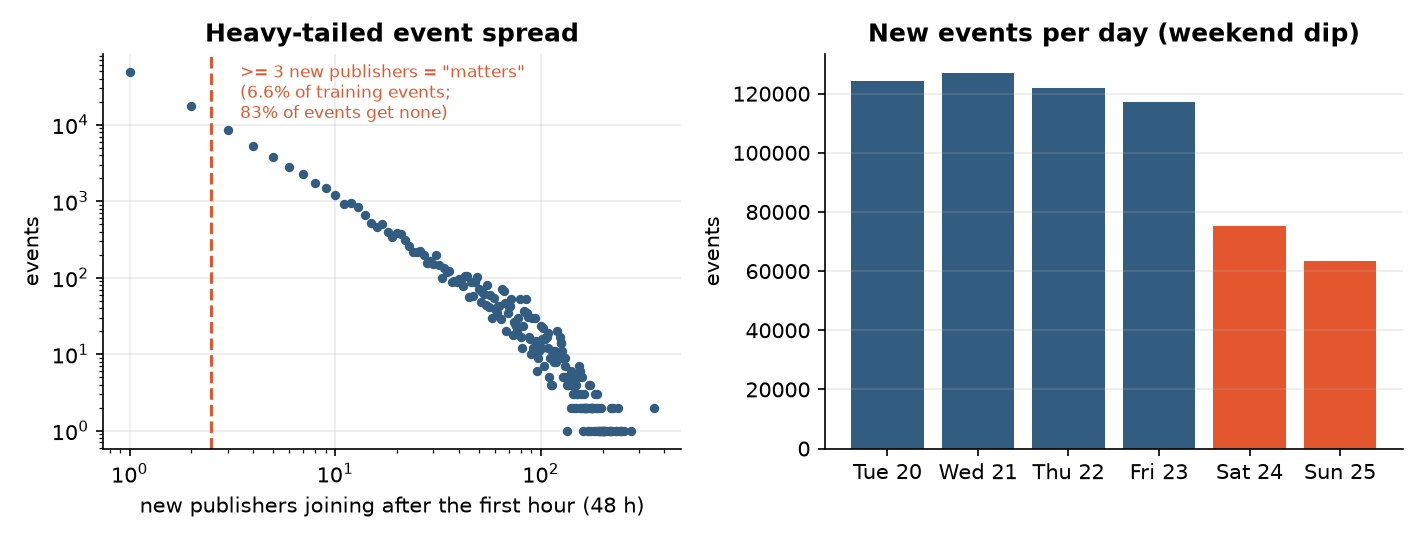 Heavy-tailed event spread
>= 3 new publishers = "matters"
(6.6% of training events;
83% of events get none)
events
10^4
10^3
10^2
10^1
10^0
10^0 10^1 10^2
new publishers joining after the first hour (48 h)
New events per day (weekend dip)
events
120000
100000
80000
60000
40000
20000
0
Tue 20 Wed 21 Thu 22 Fri 23 Sat 24 Sun 25